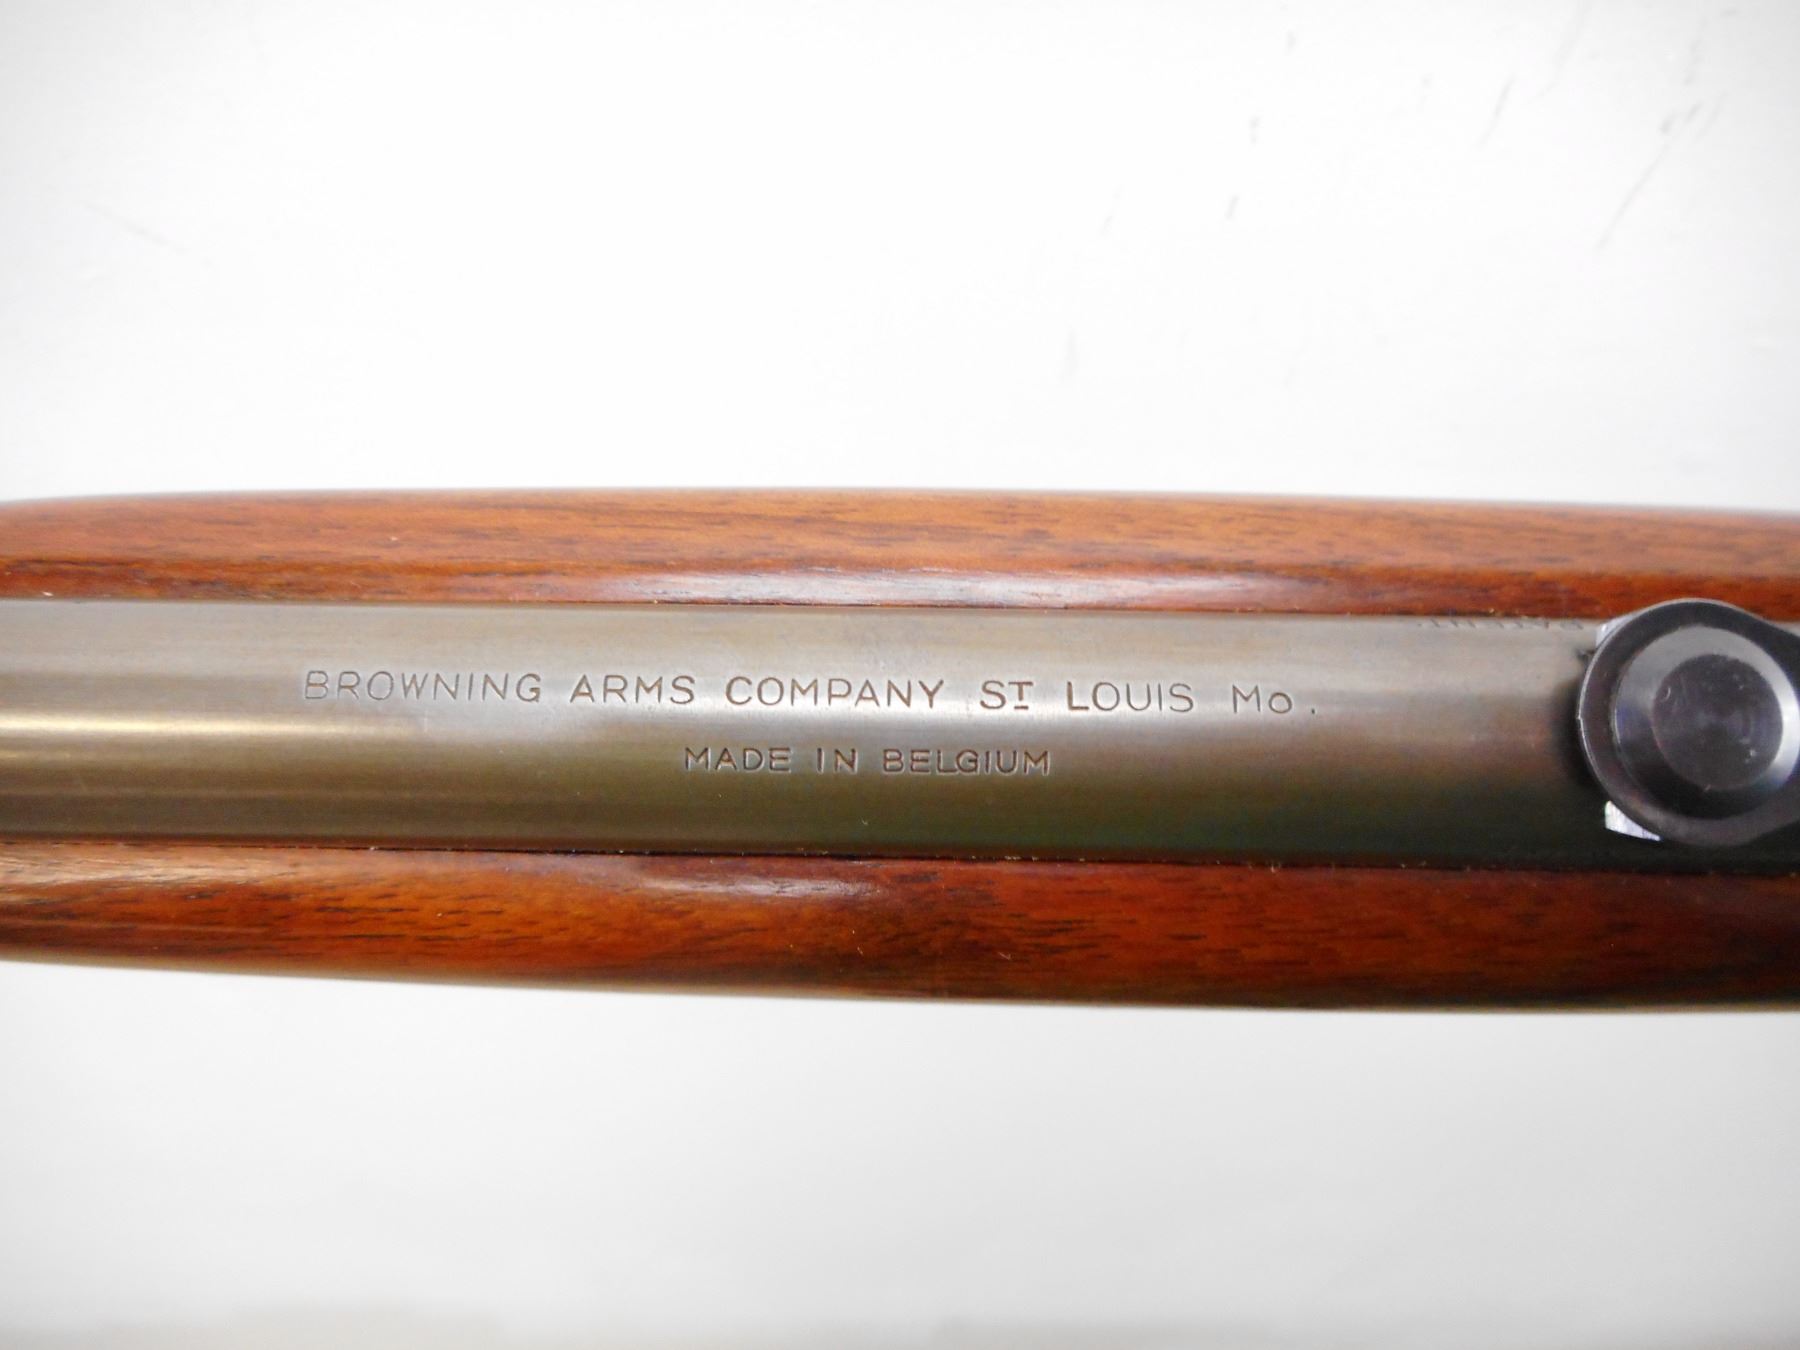 BROWNING ARMS COMPANY ST LOUIS Mo.
MADE IN BELGIUM